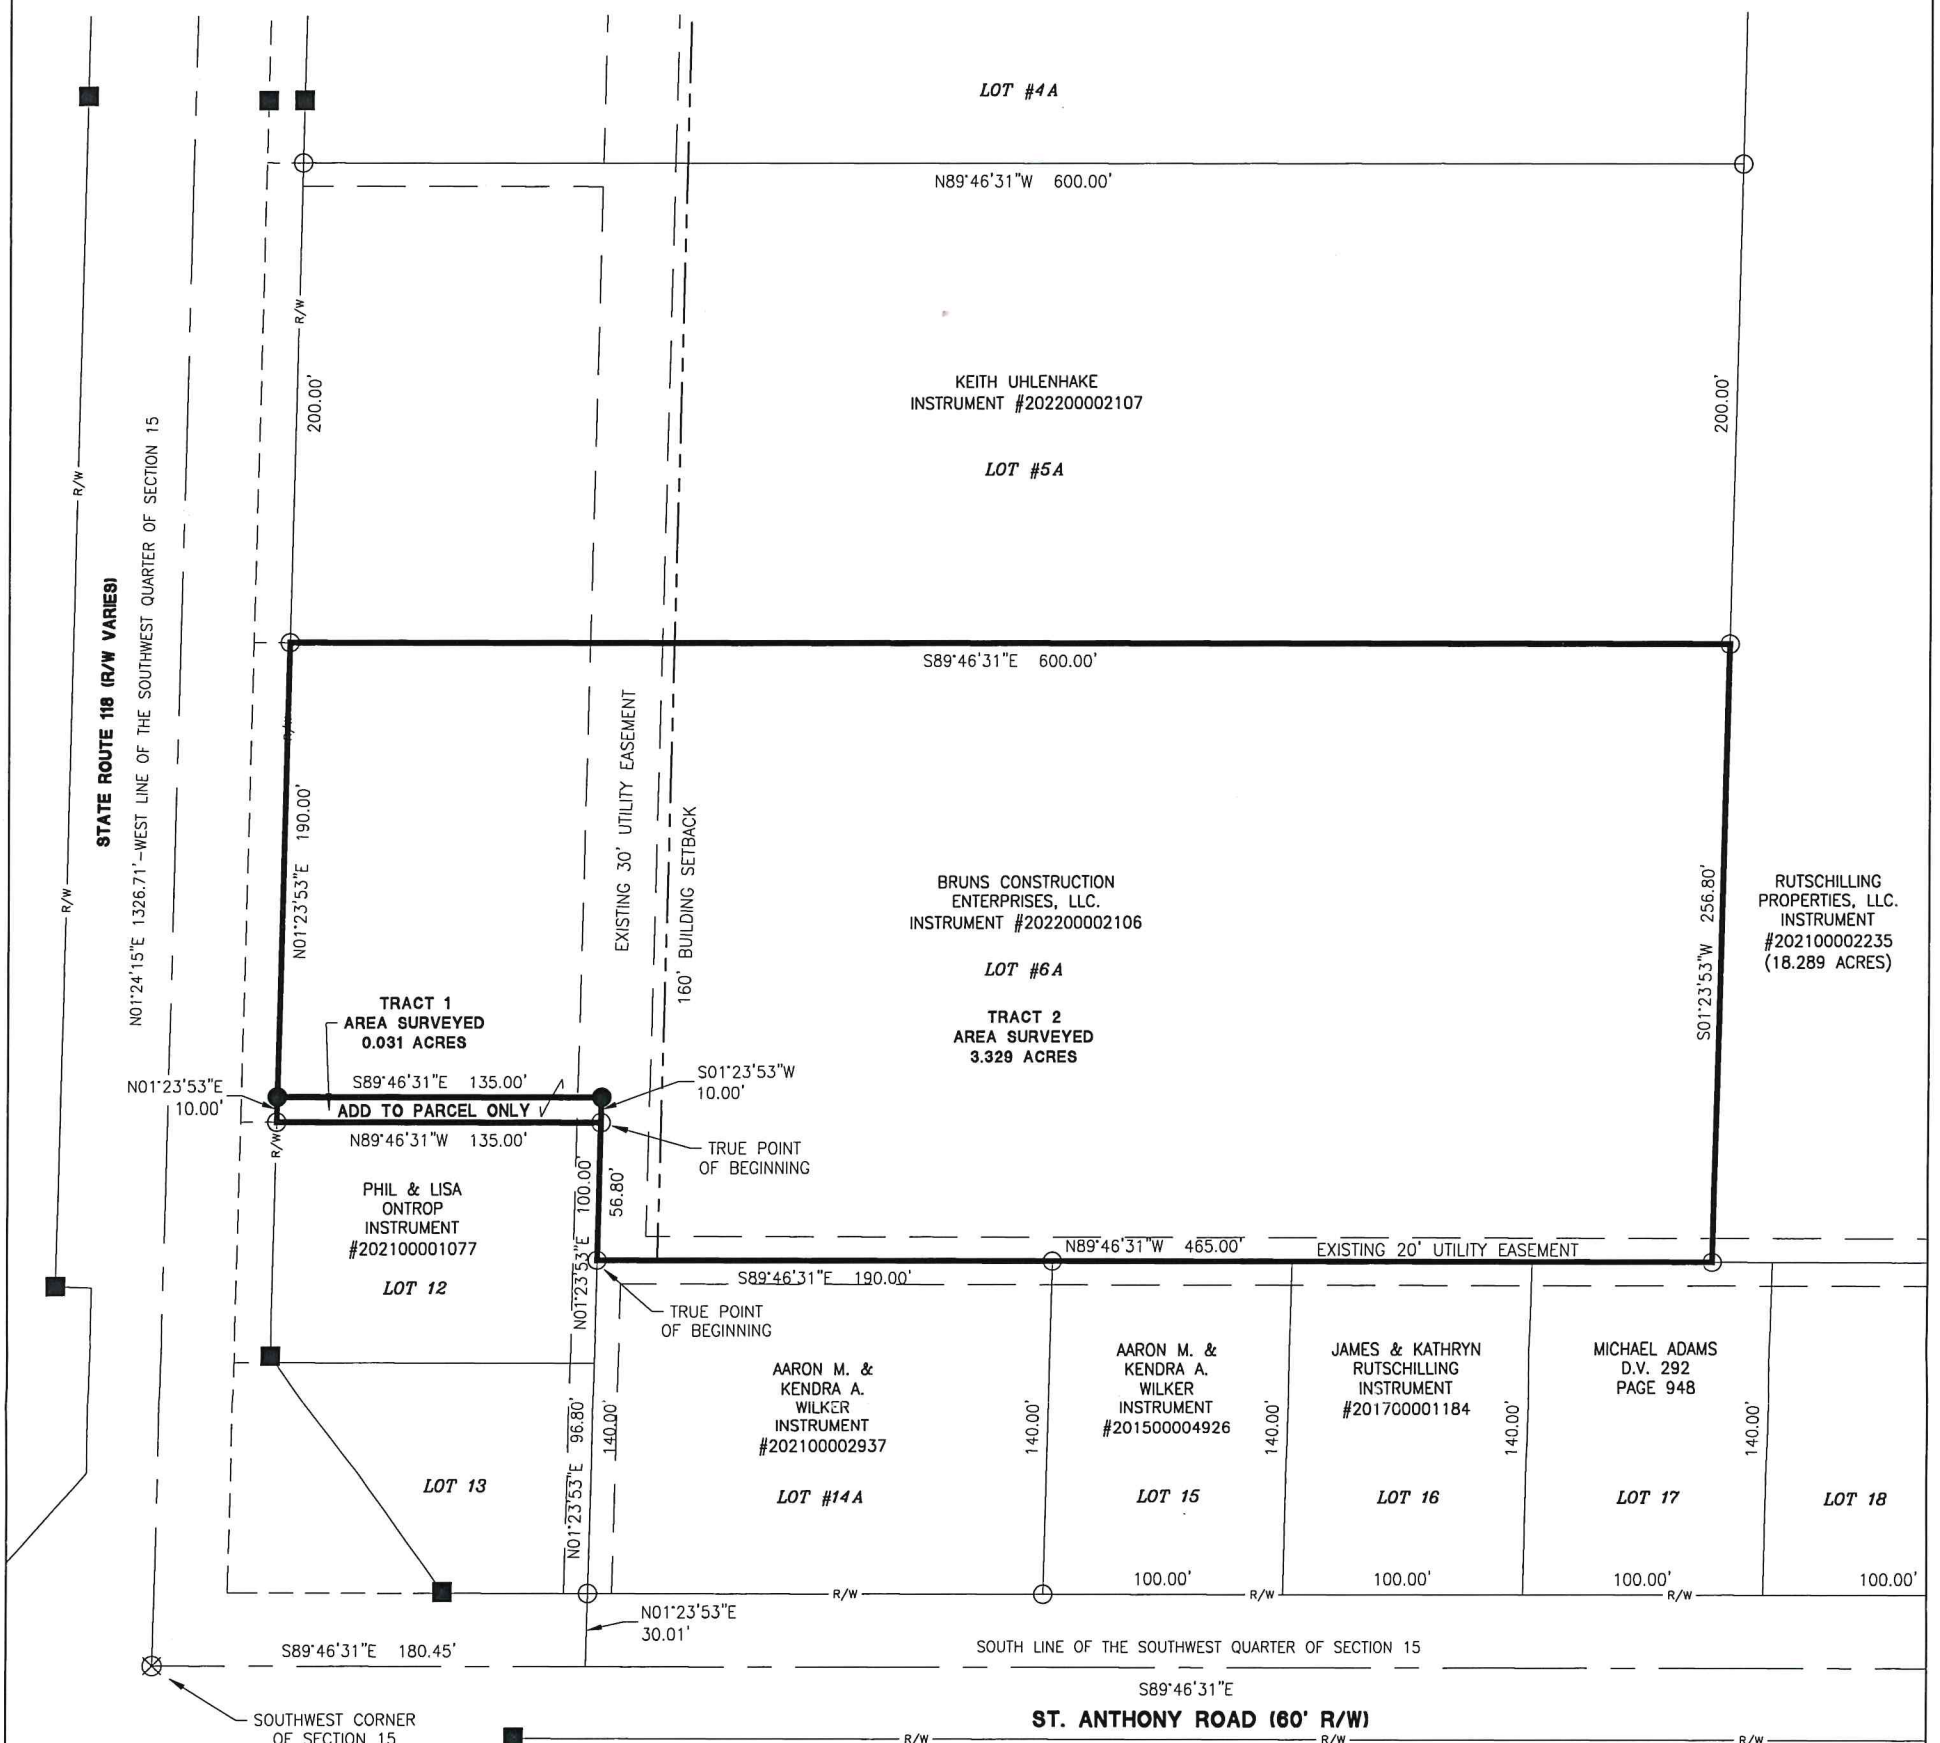 LOT #4A
N89°46'31"W 600.00'
R/W
200.00'
KEITH UHLENHAKE
INSTRUMENT #202200002107
LOT #5A
200.00'
R/W
STATE ROUTE 118 (R/W VARIES)
N01°24'15"E 1326.71'-WEST LINE OF THE SOUTHWEST QUARTER OF SECTION 15
R/W
S89°46'31"E 600.00'
R/W
N01°23'53"E 190.00'
EXISTING 30' UTILITY EASEMENT
160' BUILDING SETBACK
BRUNS CONSTRUCTION
ENTERPRISES, LLC.
INSTRUMENT #202200002106
LOT #6A
TRACT 2
AREA SURVEYED
3.329 ACRES
S01°23'53"W 256.80'
RUTSCHILLING
PROPERTIES, LLC.
INSTRUMENT
#202100002235
(18.289 ACRES)
TRACT 1
AREA SURVEYED
0.031 ACRES
N01°23'53"E
10.00'
S89°46'31"E 135.00'
ADD TO PARCEL ONLY
N89°46'31"W 135.00'
S01°23'53"W
10.00'
TRUE POINT
OF BEGINNING
R/W
PHIL & LISA
ONTROP
INSTRUMENT
#202100001077
LOT 12
N01°23'53"E 100.00'
56.80'
N89°46'31"W 465.00'
EXISTING 20' UTILITY EASEMENT
S89°46'31"E 190.00'
TRUE POINT
OF BEGINNING
LOT 13
N01°23'53"E 96.80'
140.00'
AARON M. &
KENDRA A.
WILKER
INSTRUMENT
#202100002937
LOT #14A
140.00'
AARON M. &
KENDRA A.
WILKER
INSTRUMENT
#201500004926
LOT 15
100.00'
140.00'
JAMES & KATHRYN
RUTSCHILLING
INSTRUMENT
#201700001184
LOT 16
100.00'
140.00'
MICHAEL ADAMS
D.V. 292
PAGE 948
LOT 17
100.00'
140.00'
LOT 18
100.00'
R/W
R/W
R/W
N01°23'53"E
30.01'
S89°46'31"E 180.45'
SOUTH LINE OF THE SOUTHWEST QUARTER OF SECTION 15
S89°46'31"E
ST. ANTHONY ROAD (60' R/W)
SOUTHWEST CORNER
OF SECTION 15
R/W
R/W
R/W